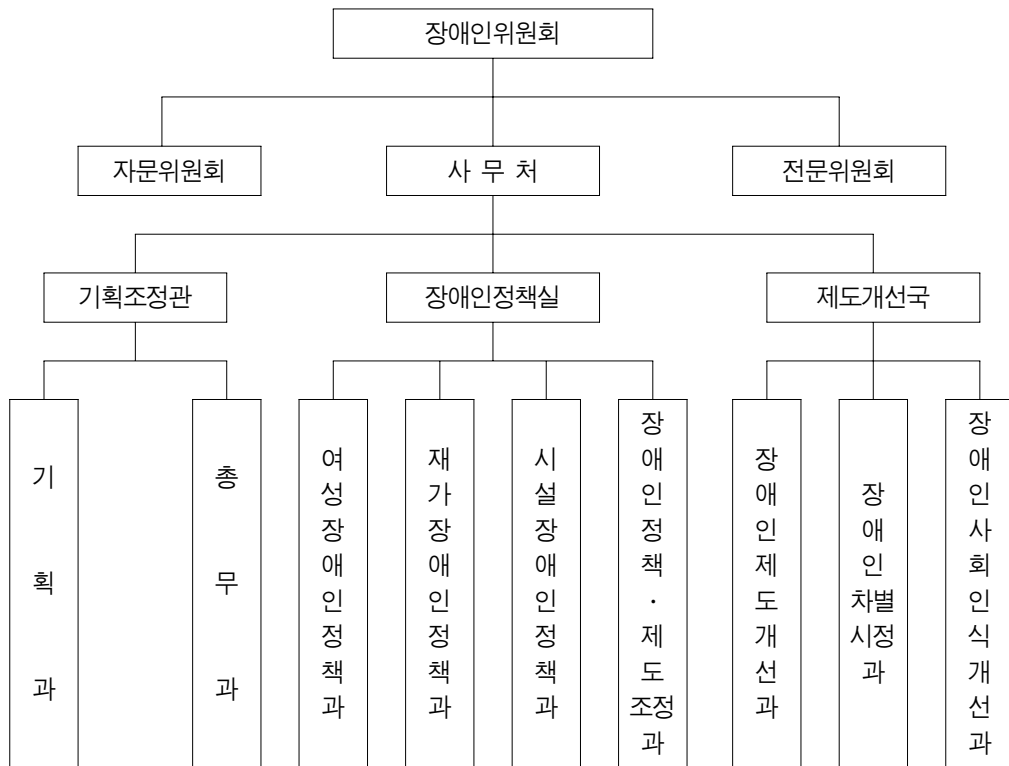 장애인위원회
자문위원회
사 무 처
전문위원회
기획조정관
장애인정책실
제도개선국
기획과
총무과
여성장애인정책과
재가장애인정책과
시설장애인정책과
장애인정책·제도조정과
장애인제도개선과
장애인차별시정과
장애인사회인식개선과